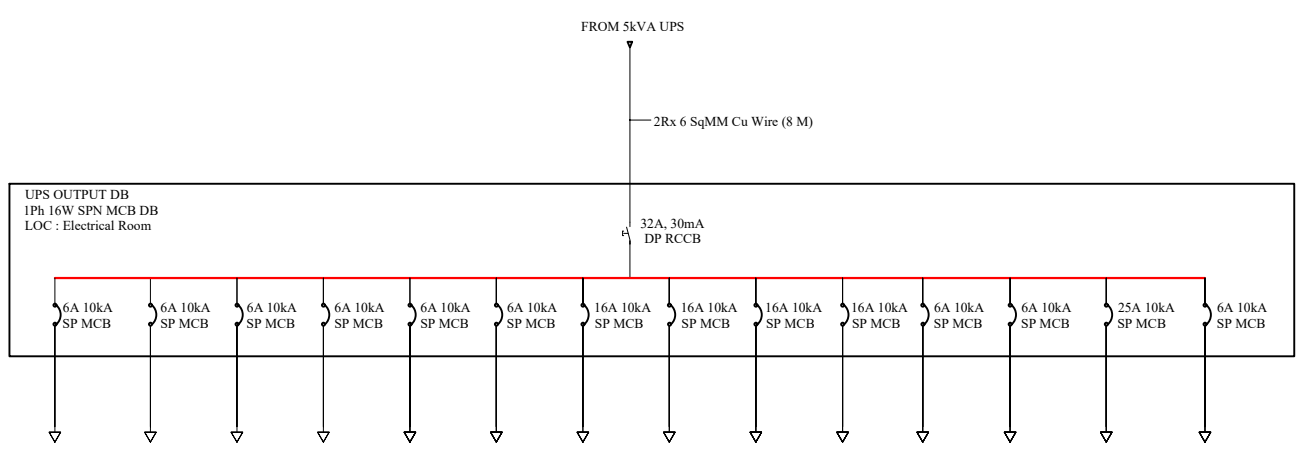 FROM 5kVA UPS
2Rx 6 SqMM Cu Wire (8 M)
UPS OUTPUT DB
1Ph 16W SPN MCB DB
LOC : Electrical Room
32A, 30mA
DP RCCB
6A 10kA
SP MCB
6A 10kA
SP MCB
6A 10kA
SP MCB
6A 10kA
SP MCB
6A 10kA
SP MCB
6A 10kA
SP MCB
16A 10kA
SP MCB
16A 10kA
SP MCB
16A 10kA
SP MCB
16A 10kA
SP MCB
6A 10kA
SP MCB
6A 10kA
SP MCB
25A 10kA
SP MCB
6A 10kA
SP MCB